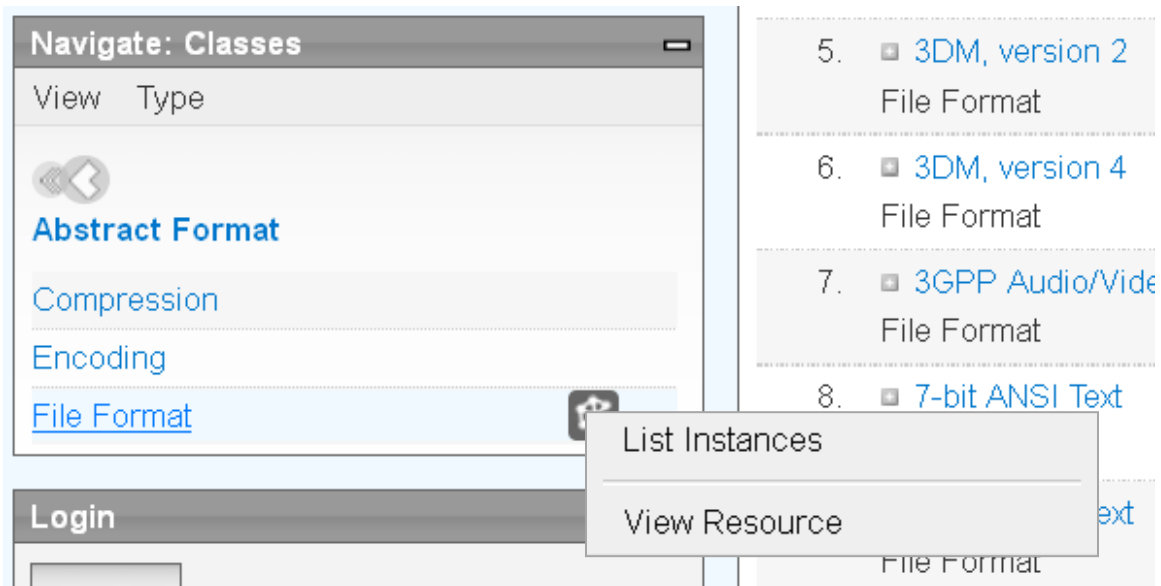 Navigate: Classes
View Type
Abstract Format
Compression
Encoding
File Format
Login
5. 3DM, version 2
File Format
6. 3DM, version 4
File Format
7. 3GPP Audio/Vide
File Format
8. 7-bit ANSI Text
List Instances
View Resource
ext
File Format